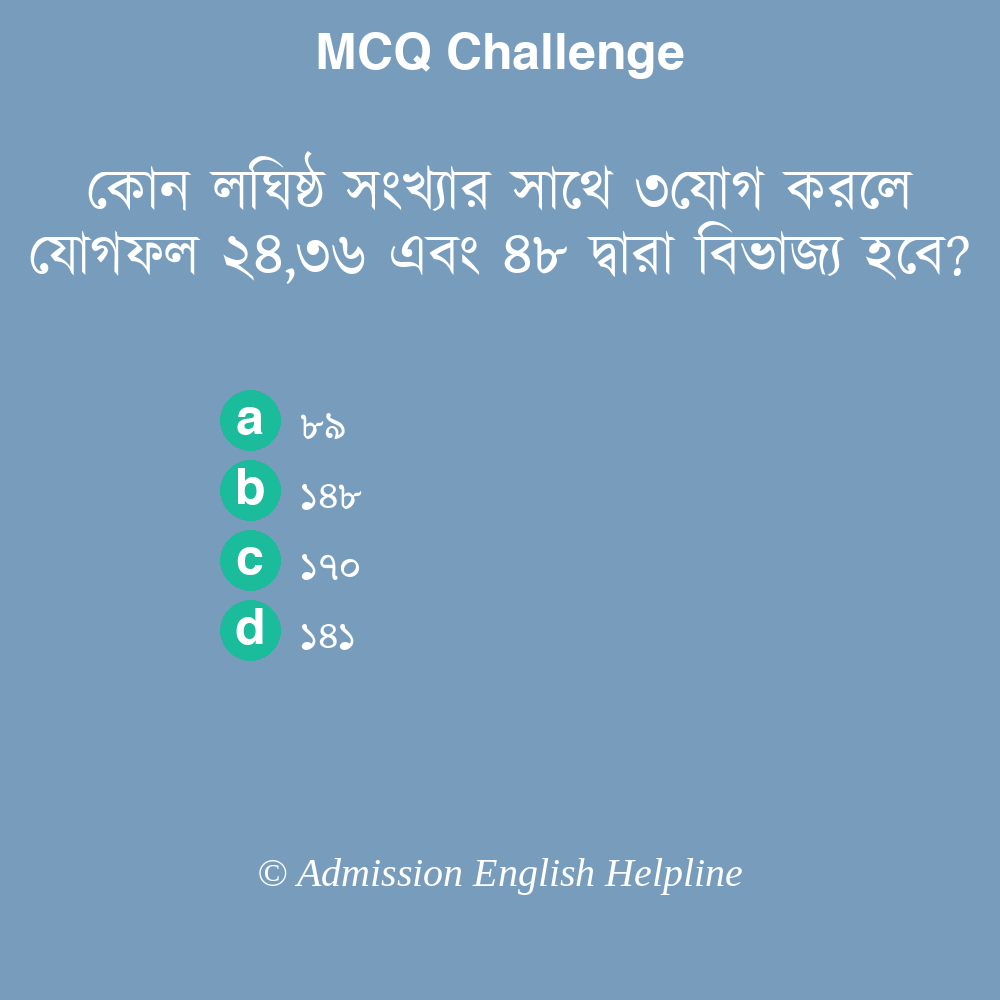 MCQ Challenge
কোন লঘিষ্ঠ সংখ্যার সাথে ৩যোগ করলে
যোগফল ২৪,৩৬ এবং ৪৮ দ্বারা বিভাজ্য হবে?
a ৮৯
b ১৪৮
c ১৭০
d ১৪১
© Admission English Helpline